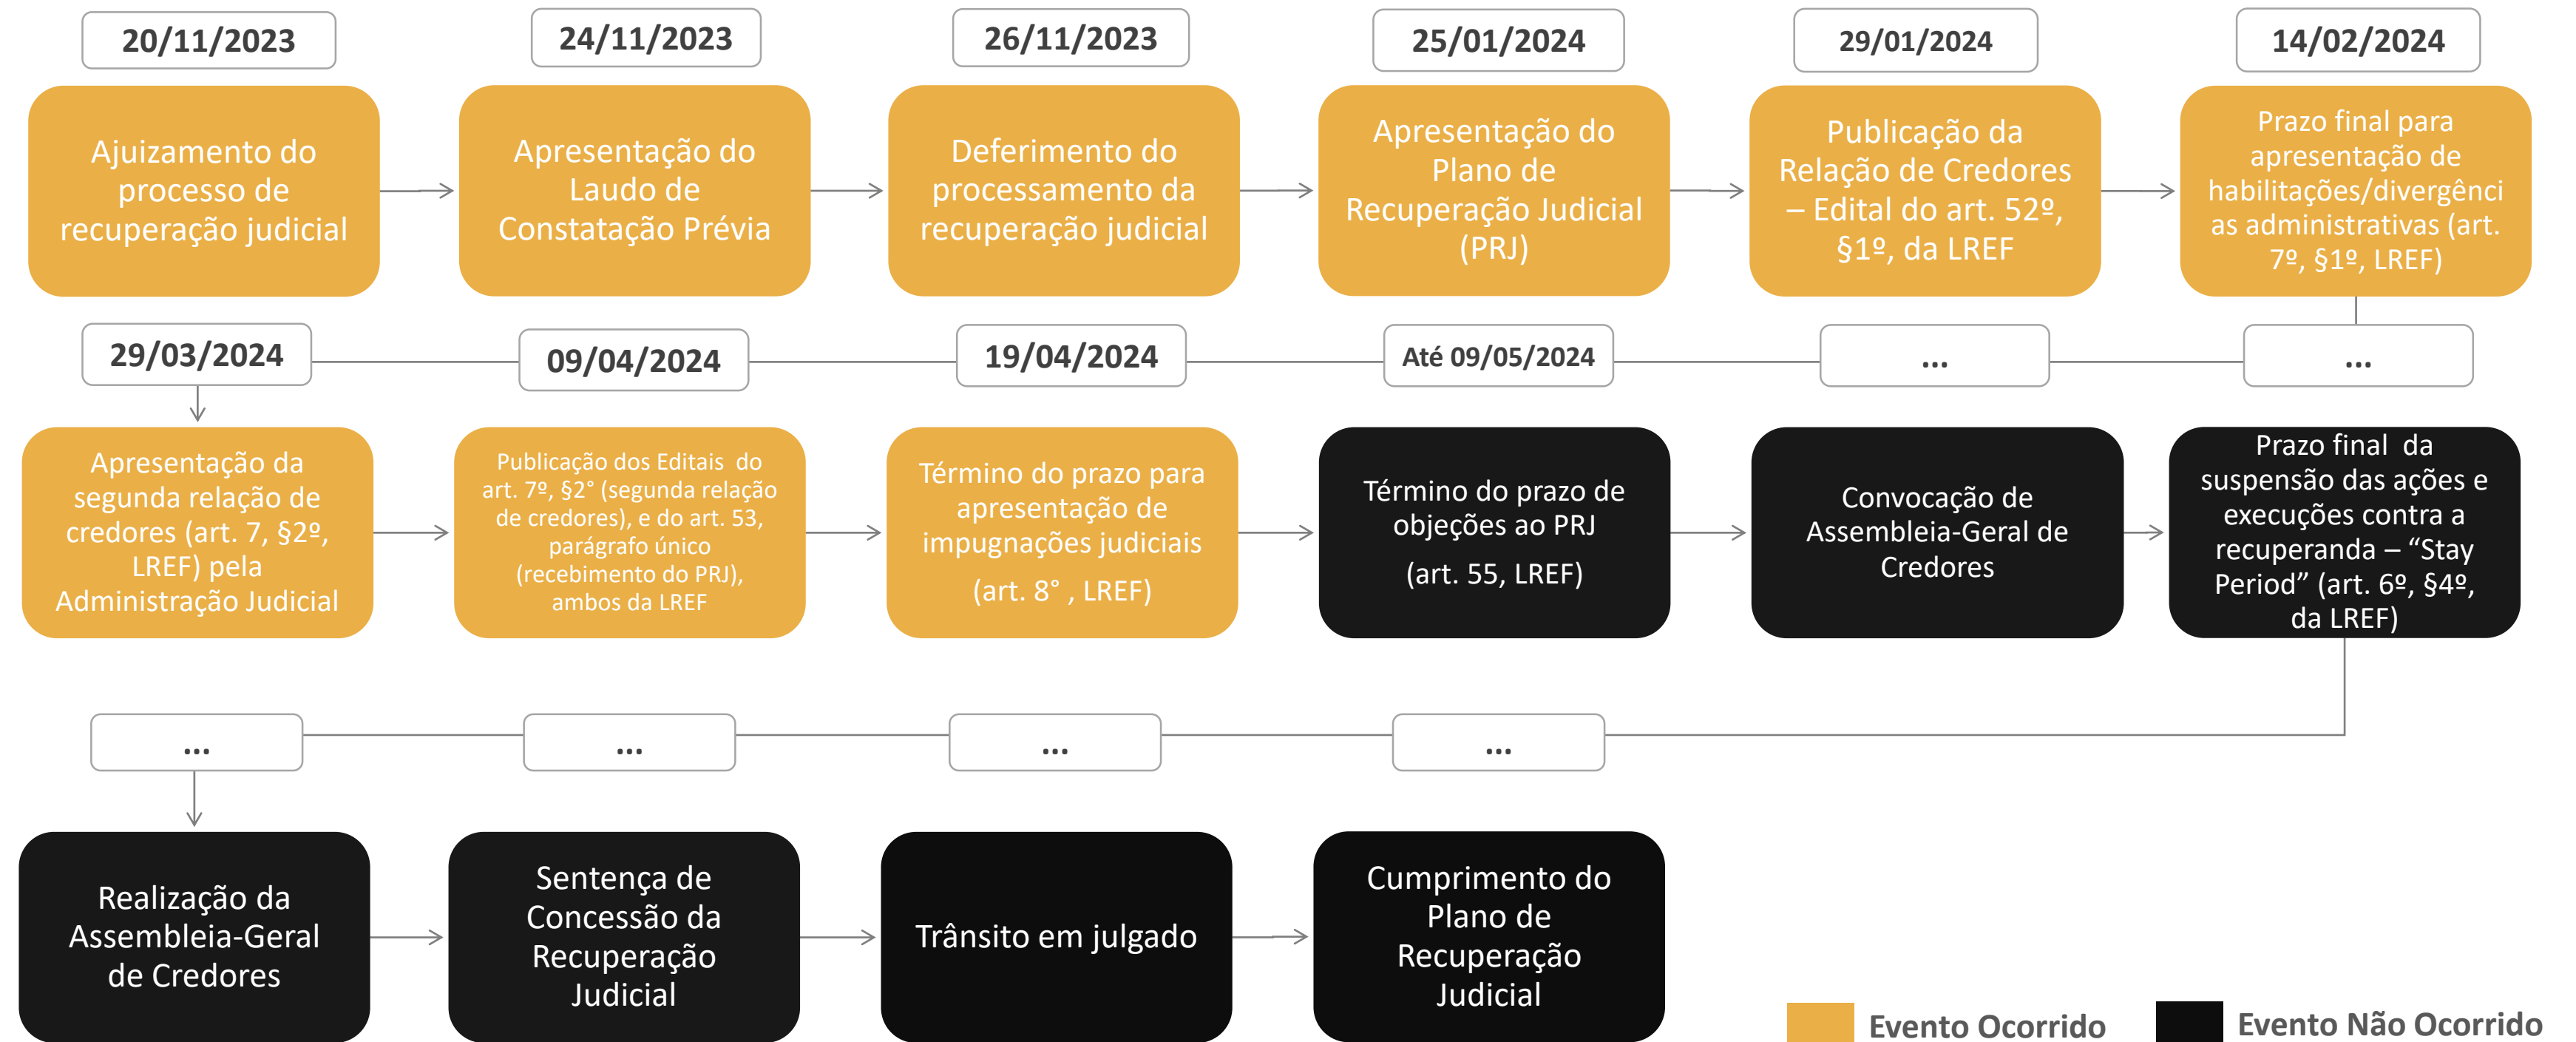 20/11/2023
24/11/2023
26/11/2023
25/01/2024
29/01/2024
14/02/2024
Ajuizamento do
processo de
recuperação judicial
Apresentação do
Laudo de
Constatação Prévia
Deferimento do
processamento da
recuperação judicial
Apresentação do
Plano de
Recuperação Judicial
(PRJ)
Publicação da
Relação de Credores
– Edital do art. 52º,
§1º, da LREF
Prazo final para
apresentação de
habilitações/divergênci
as administrativas (art.
7º, §1º, LREF)
29/03/2024
09/04/2024
19/04/2024
Até 09/05/2024
...
...
Apresentação da
segunda relação de
credores (art. 7, §2º,
LREF) pela
Administração Judicial
Publicação dos Editais do
art. 7º, §2° (segunda relação
de credores), e do art. 53,
parágrafo único
(recebimento do PRJ),
ambos da LREF
Término do prazo para
apresentação de
impugnações judiciais
(art. 8° , LREF)
Término do prazo de
objeções ao PRJ
(art. 55, LREF)
Convocação de
Assembleia-Geral de
Credores
Prazo final da
suspensão das ações e
execuções contra a
recuperanda – “Stay
Period” (art. 6º, §4º,
da LREF)
...
...
...
...
Realização da
Assembleia-Geral
de Credores
Sentença de
Concessão da
Recuperação
Judicial
Trânsito em julgado
Cumprimento do
Plano de
Recuperação
Judicial
Evento Ocorrido
Evento Não Ocorrido